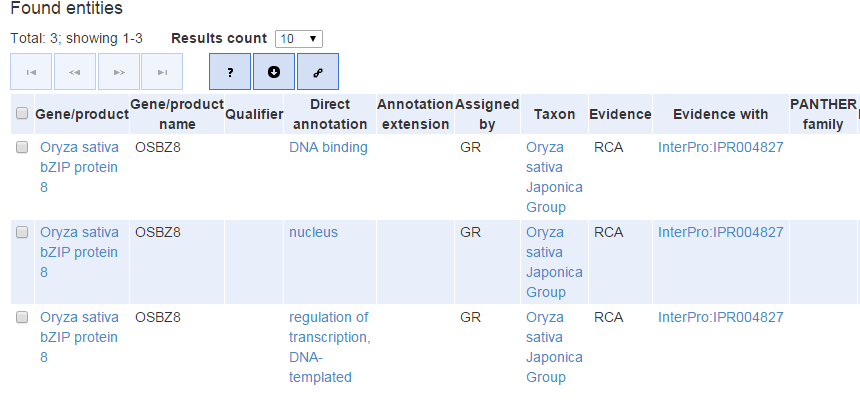 Found entities
Total: 3; showing 1-3 Results count 10
?
Gene/product Gene/product name Qualifier Direct annotation Annotation extension Assigned by Taxon Evidence Evidence with PANTHER family
Oryza sativa bZIP protein 8 OSBZ8 DNA binding GR Oryza sativa Japonica Group RCA InterPro:IPR004827
Oryza sativa bZIP protein 8 OSBZ8 nucleus GR Oryza sativa Japonica Group RCA InterPro:IPR004827
Oryza sativa bZIP protein 8 OSBZ8 regulation of transcription, DNA-templated GR Oryza sativa Japonica Group RCA InterPro:IPR004827